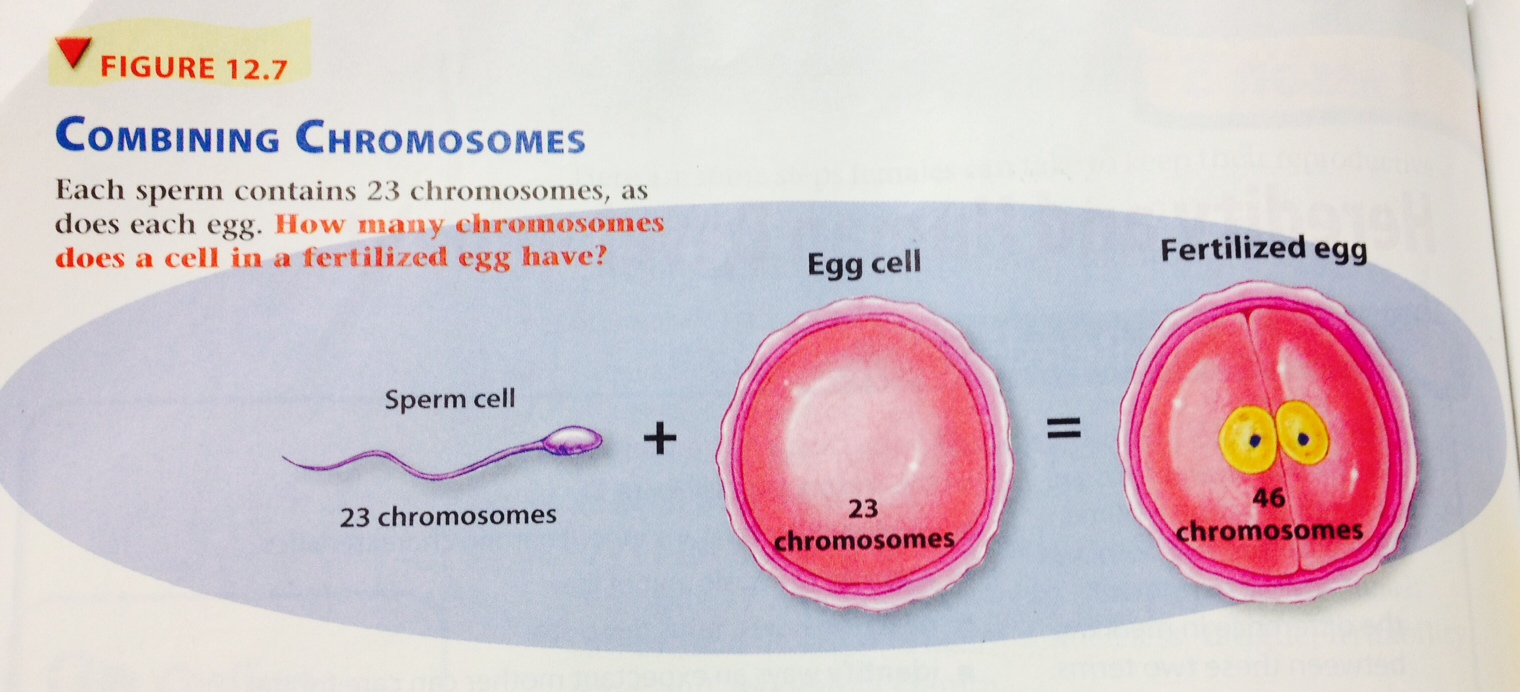 FIGURE 12.7
COMBINING CHROMOSOMES
Each sperm contains 23 chromosomes, as
does each egg. How many chromosomes
does a cell in a fertilized egg have?
Sperm cell
23 chromosomes
+
Egg cell
23
chromosomes
=
Fertilized egg
46
chromosomes